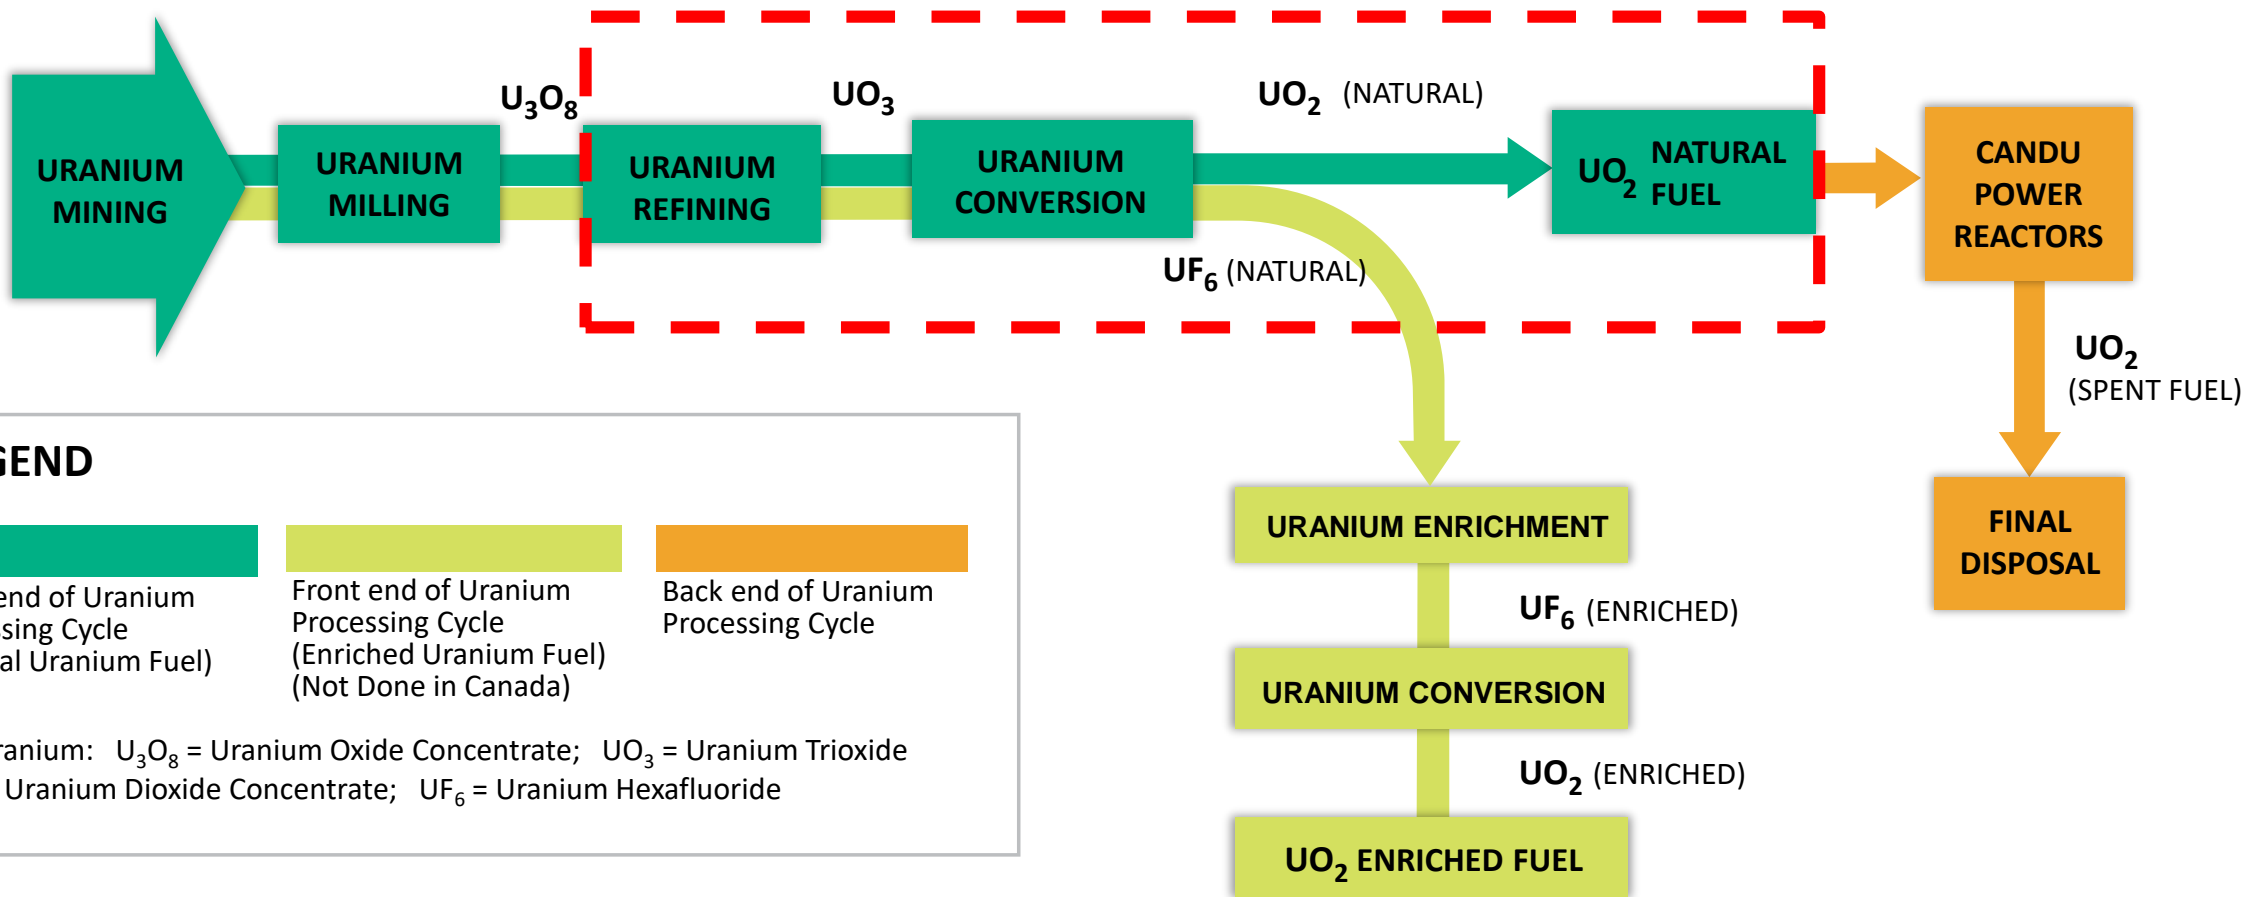 U₃O₈
UO₃
UO₂ (NATURAL)
URANIUM
MINING
URANIUM
MILLING
URANIUM
REFINING
URANIUM
CONVERSION
UO₂ NATURAL
FUEL
CANDU
POWER
REACTORS
UF₆ (NATURAL)
UO₂
(SPENT FUEL)
FINAL
DISPOSAL
URANIUM ENRICHMENT
UF₆ (ENRICHED)
URANIUM CONVERSION
UO₂ (ENRICHED)
UO₂ ENRICHED FUEL
GEND
end of Uranium
ssing Cycle
al Uranium Fuel)
Front end of Uranium
Processing Cycle
(Enriched Uranium Fuel)
(Not Done in Canada)
Back end of Uranium
Processing Cycle
ranium: U₃O₈ = Uranium Oxide Concentrate; UO₃ = Uranium Trioxide
Uranium Dioxide Concentrate; UF₆ = Uranium Hexafluoride